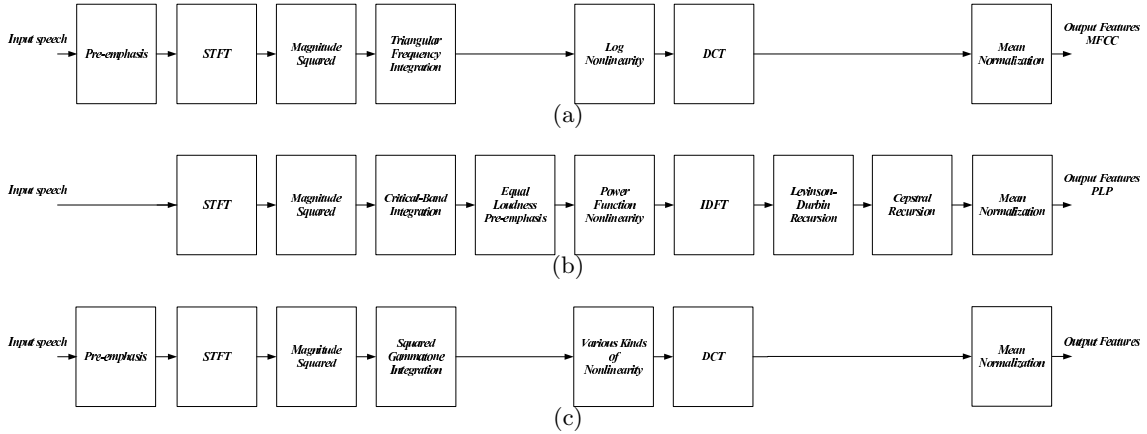 Input speech
Pre-emphasis
STFT
Magnitude
Squared
Triangular
Frequency
Integration
Log
Nonlinearity
DCT
Mean
Normalization
Output Features
MFCC
(a)
Input speech
STFT
Magnitude
Squared
Critical-Band
Integration
Equal
Loudness
Pre-emphasis
Power
Function
Nonlinearity
IDFT
Levinson-
Durbin
Recursion
Cepstral
Recursion
Mean
Normalization
Output Features
PLP
(b)
Input speech
Pre-emphasis
STFT
Magnitude
Squared
Squared
Gammatone
Integration
Various Kinds
of
Nonlinearity
DCT
Mean
Normalization
Output Features
(c)